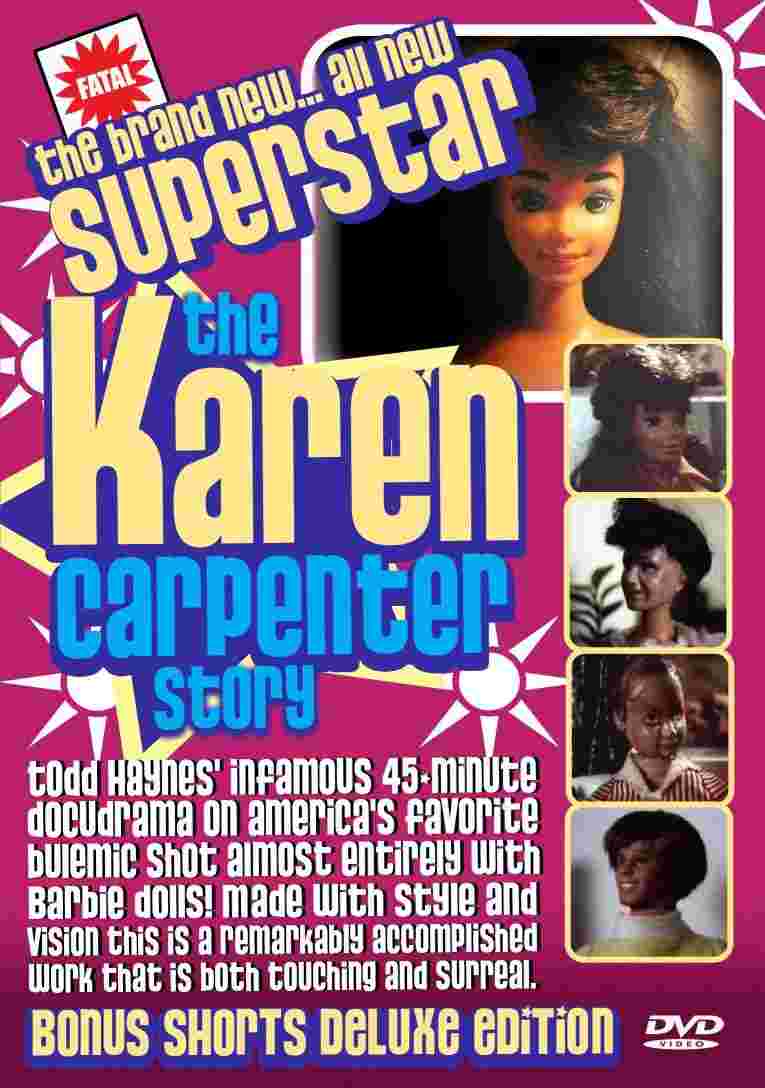 FATAL
the brand new... all new
superstar
the
Karen
carpenter
story
todd Haynes' infamous 45-minute
docudrama on america's favorite
bulemic shot almost entirely with
Barbie dolls! made with style and
vision this is a remarkably accomplished
work that is both touching and surreal.
BONUS SHORTS DELUXE EDITION
DVD
VIDEO